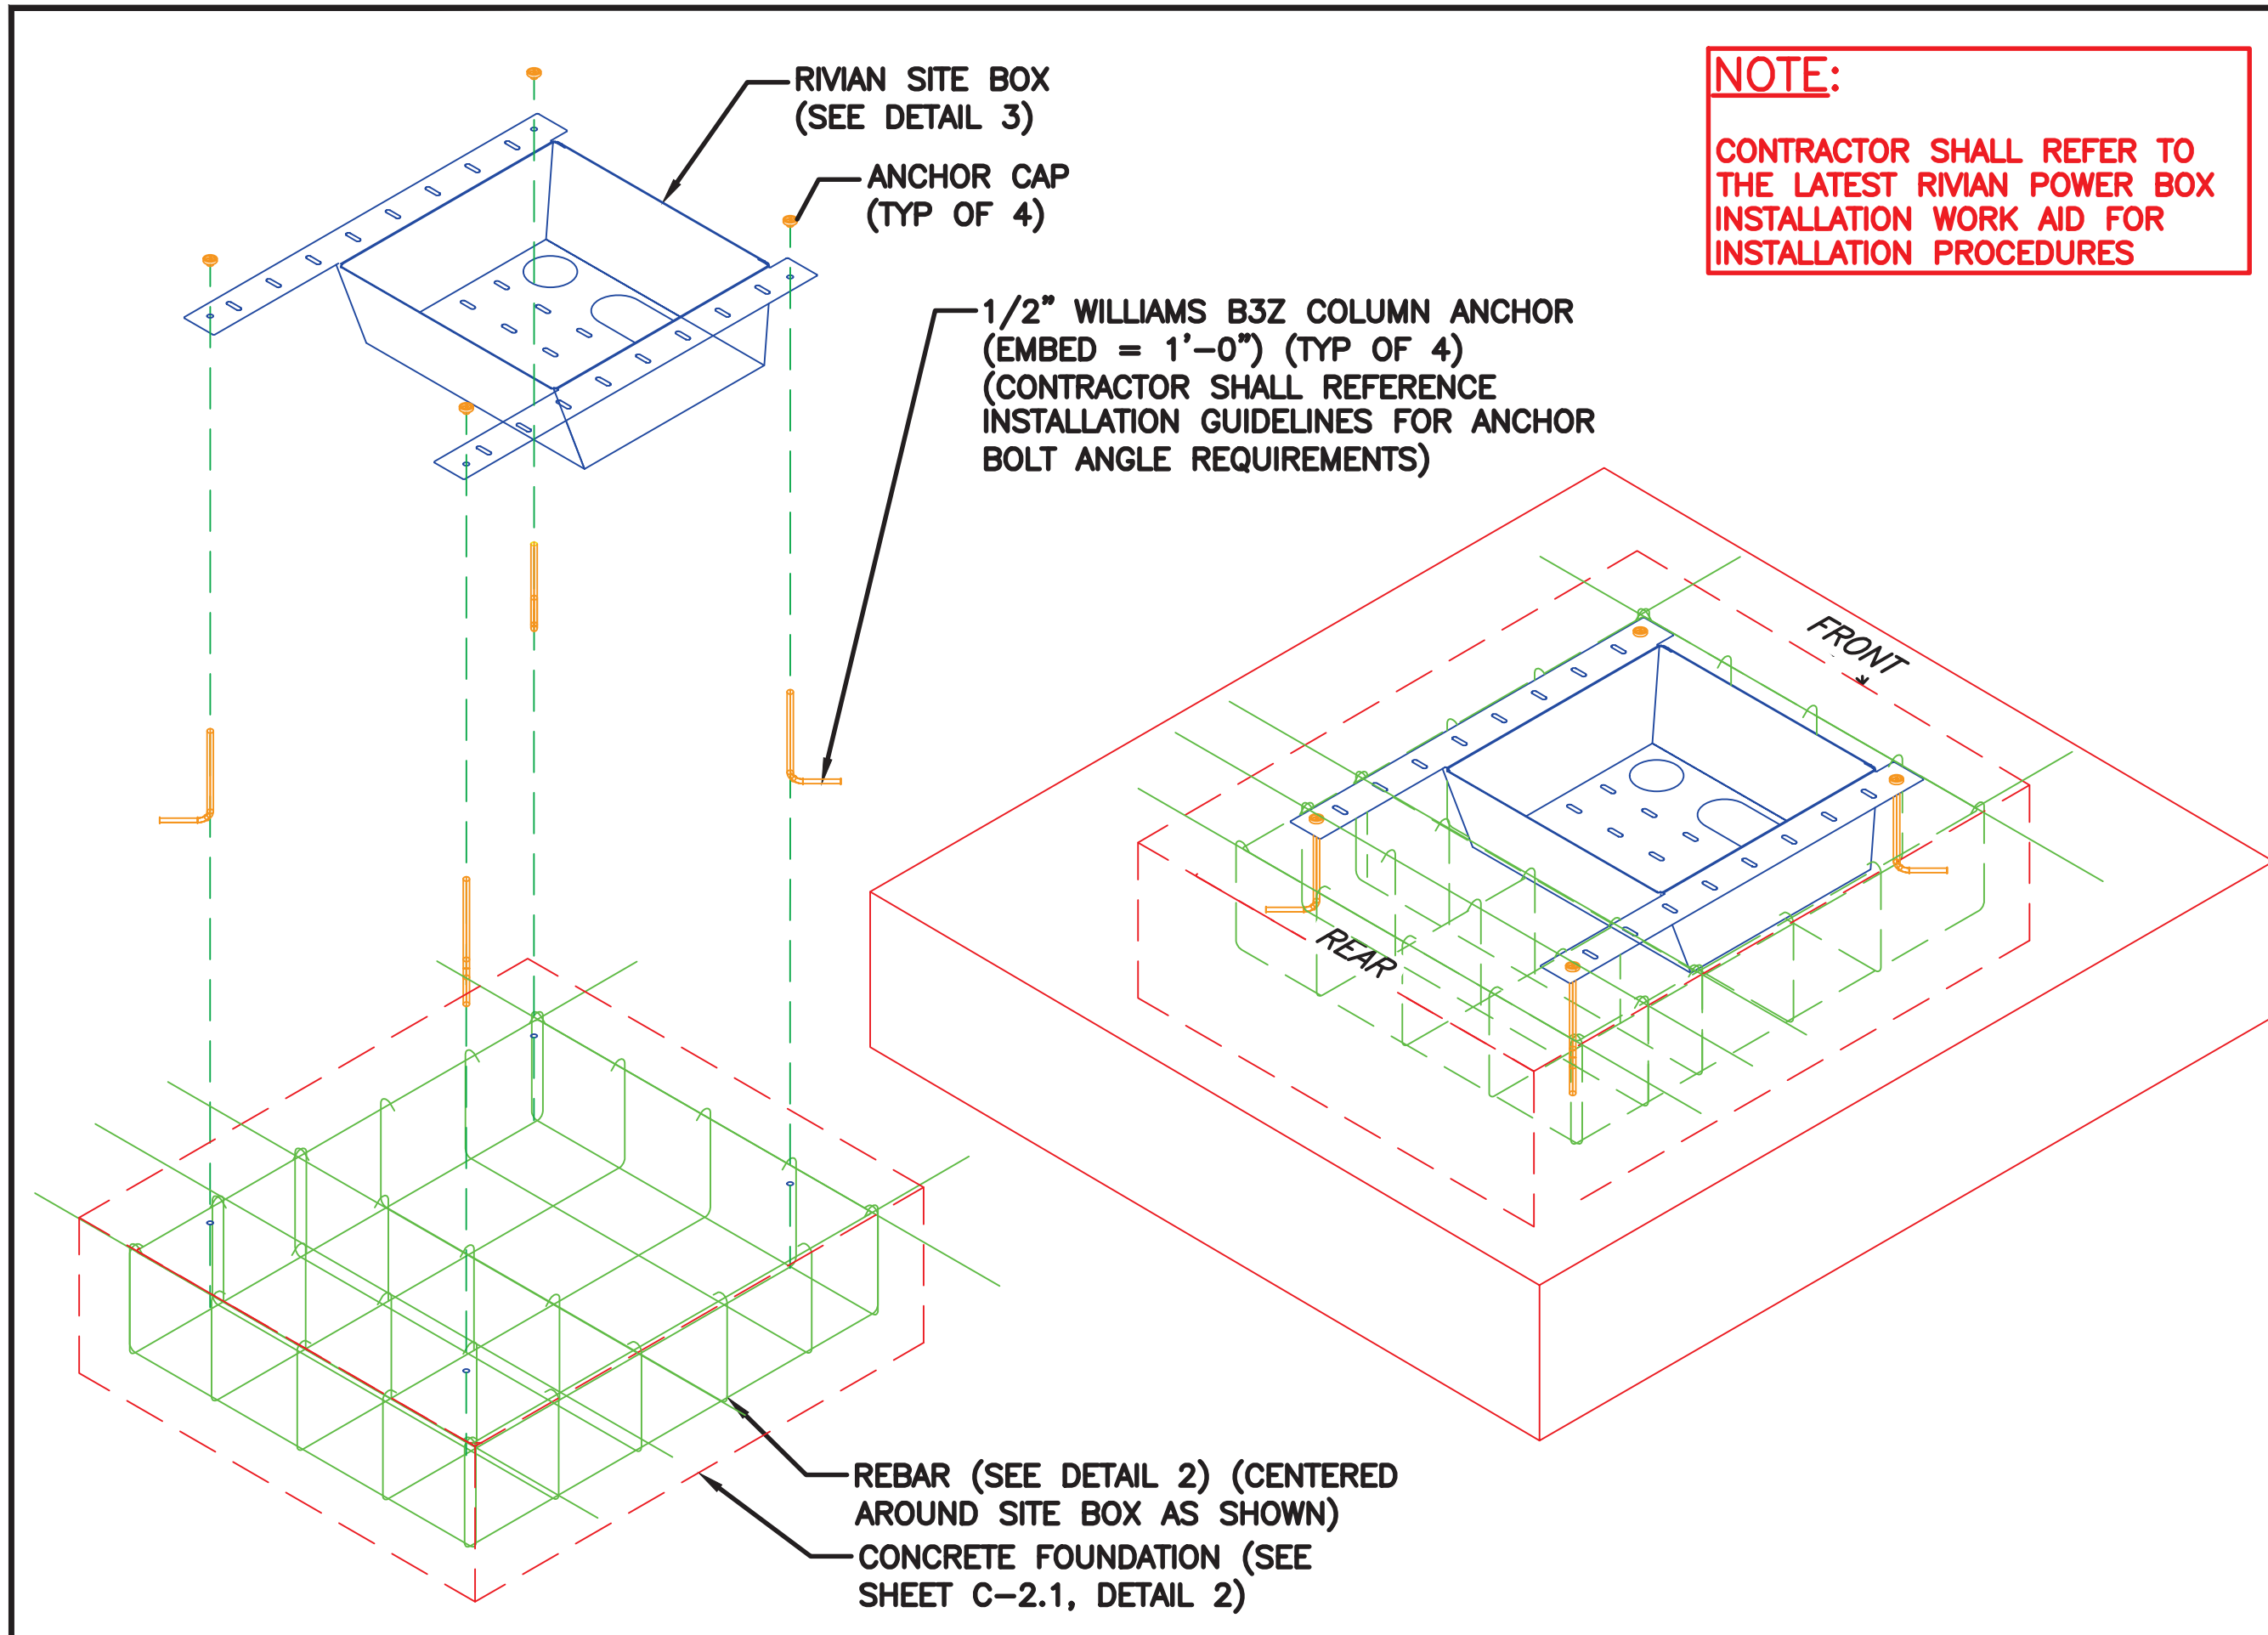 RIVIAN SITE BOX
(SEE DETAIL 3)
ANCHOR CAP
(TYP OF 4)
NOTE:
CONTRACTOR SHALL REFER TO
THE LATEST RIVIAN POWER BOX
INSTALLATION WORK AID FOR
INSTALLATION PROCEDURES
1/2" WILLIAMS B3Z COLUMN ANCHOR
(EMBED = 1'-0") (TYP OF 4)
(CONTRACTOR SHALL REFERENCE
INSTALLATION GUIDELINES FOR ANCHOR
BOLT ANGLE REQUIREMENTS)
FRONT
REAR
REBAR (SEE DETAIL 2) (CENTERED
AROUND SITE BOX AS SHOWN)
CONCRETE FOUNDATION (SEE
SHEET C-2.1, DETAIL 2)